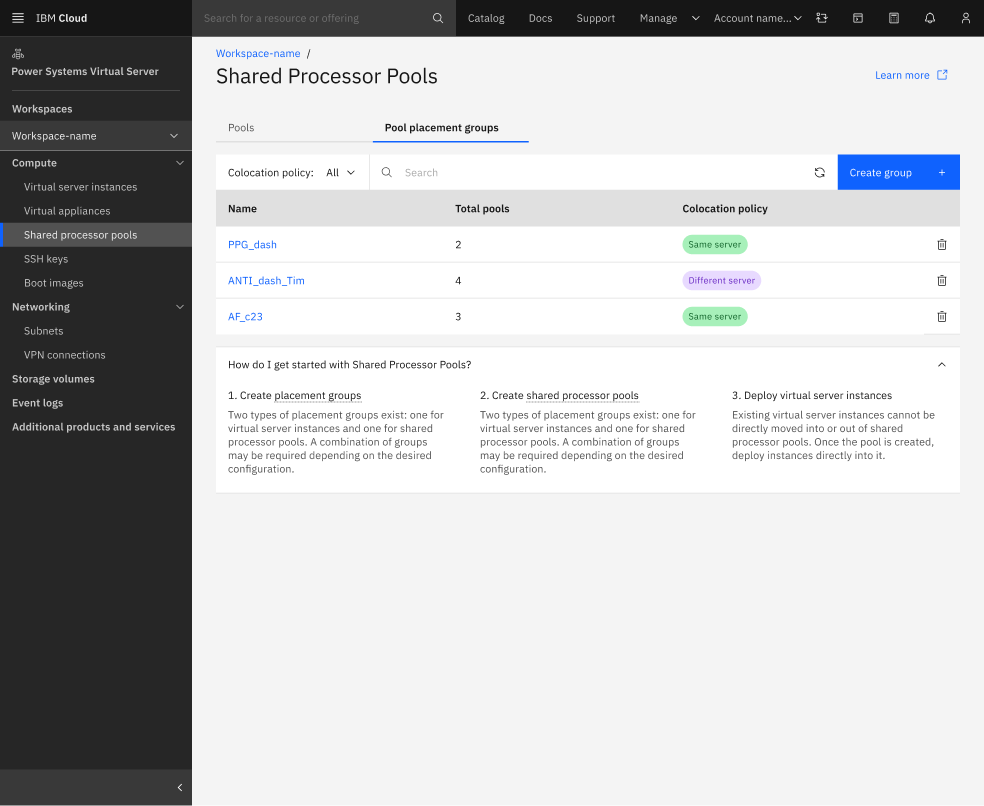 IBM Cloud
Search for a resource or offering
Catalog
Docs
Support
Manage
Account name...
Power Systems Virtual Server
Workspaces
Workspace-name
Compute
Virtual server instances
Virtual appliances
Shared processor pools
SSH keys
Boot images
Networking
Subnets
VPN connections
Storage volumes
Event logs
Additional products and services
Workspace-name /
Shared Processor Pools
Learn more
Pools
Pool placement groups
Colocation policy: All
Search
Create group +
Name Total pools Colocation policy
PPG_dash 2 Same server
ANTI_dash_Tim 4 Different server
AF_c23 3 Same server
How do I get started with Shared Processor Pools?
1. Create placement groups
Two types of placement groups exist: one for
virtual server instances and one for shared
processor pools. A combination of groups
may be required depending on the desired
configuration.
2. Create shared processor pools
Two types of placement groups exist: one for
virtual server instances and one for shared
processor pools. A combination of groups
may be required depending on the desired
configuration.
3. Deploy virtual server instances
Existing virtual server instances cannot be
directly moved into or out of shared
processor pools. Once the pool is created,
deploy instances directly into it.